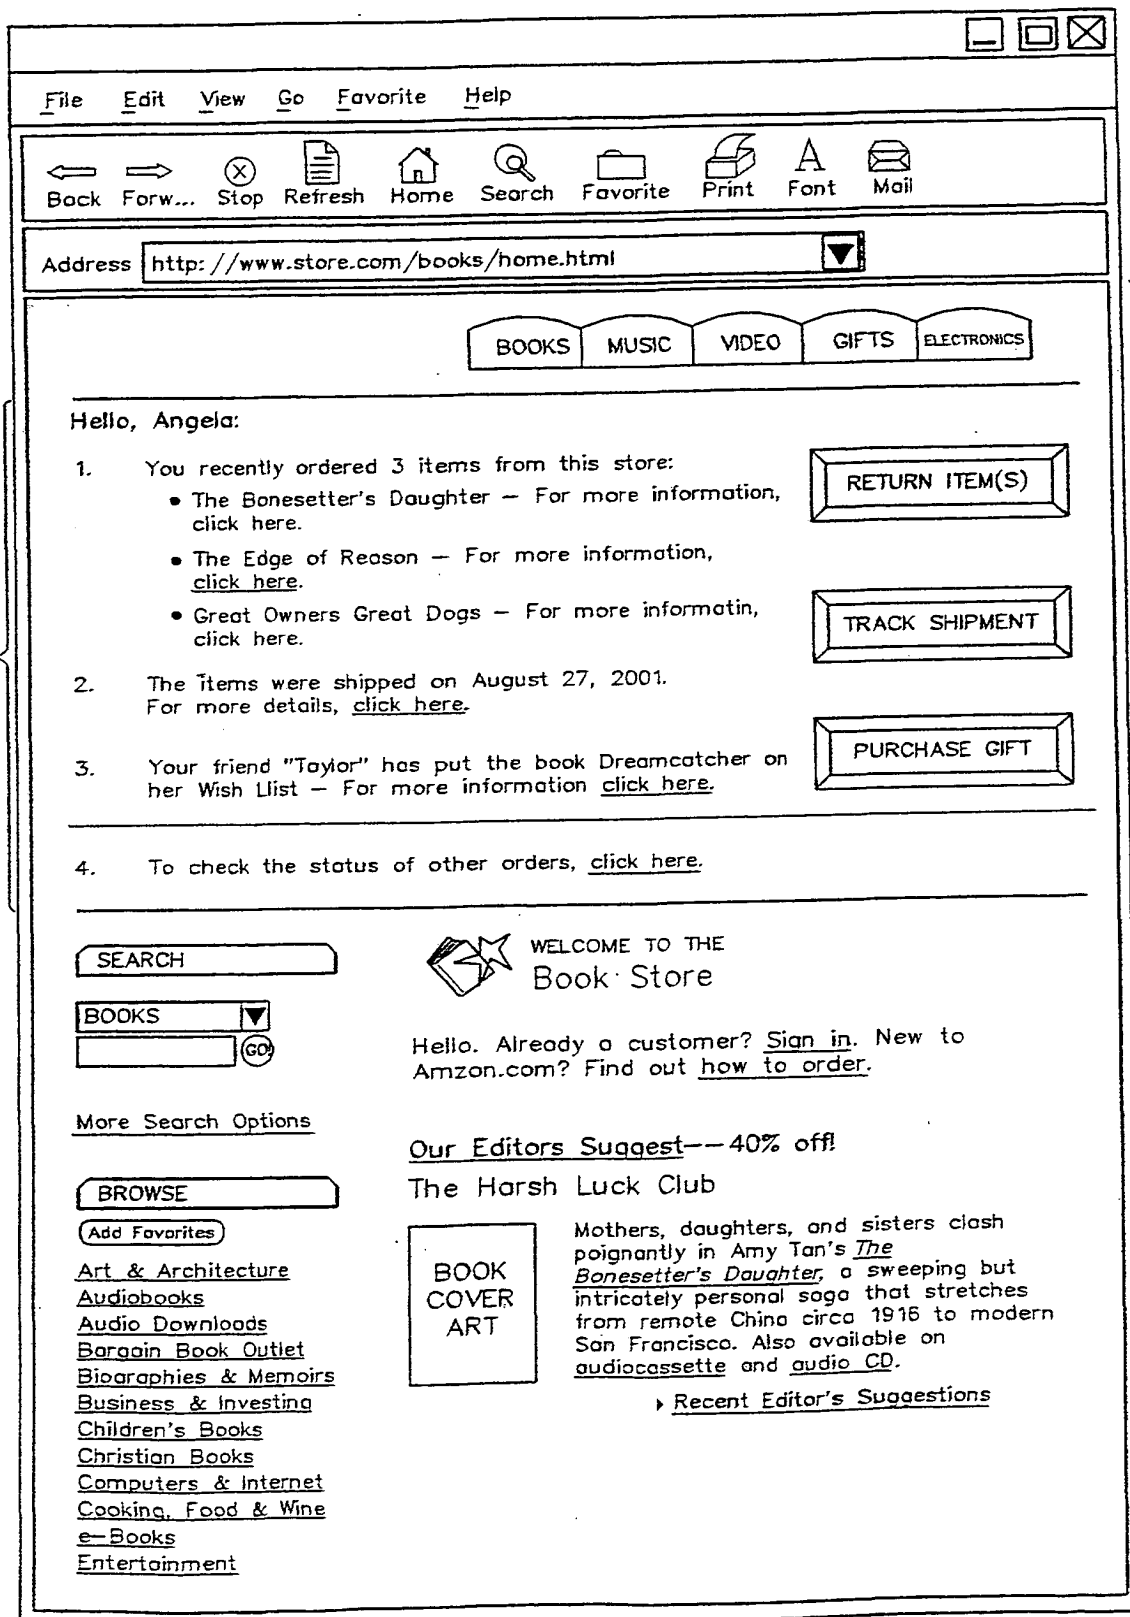 File Edit View Go Favorite Help
Back Forw... Stop Refresh Home Search Favorite Print Font Mail
Address http://www.store.com/books/home.html
BOOKS MUSIC VIDEO GIFTS ELECTRONICS
Hello, Angela:
1. You recently ordered 3 items from this store:
• The Bonesetter's Daughter — For more information,
click here.
• The Edge of Reason — For more information,
click here.
• Great Owners Great Dogs — For more informatin,
click here.
RETURN ITEM(S)
TRACK SHIPMENT
2. The items were shipped on August 27, 2001.
For more details, click here.
3. Your friend "Taylor" has put the book Dreamcatcher on
her Wish Llist — For more information click here.
PURCHASE GIFT
4. To check the status of other orders, click here.
SEARCH
BOOKS
GO!
More Search Options
BROWSE
Add Favorites
Art & Architecture
Audiobooks
Audio Downloads
Bargain Book Outlet
Biographies & Memoirs
Business & Investing
Children's Books
Christian Books
Computers & Internet
Cooking, Food & Wine
e-Books
Entertainment
WELCOME TO THE
Book Store
Hello. Already a customer? Sign in. New to
Amzon.com? Find out how to order.
Our Editors Suggest--40% off!
The Harsh Luck Club
BOOK
COVER
ART
Mothers, daughters, and sisters clash
poignantly in Amy Tan's The
Bonesetter's Daughter, a sweeping but
intricately personal saga that stretches
from remote China circa 1916 to modern
San Francisco. Also available on
audiocassette and audio CD.
Recent Editor's Suggestions